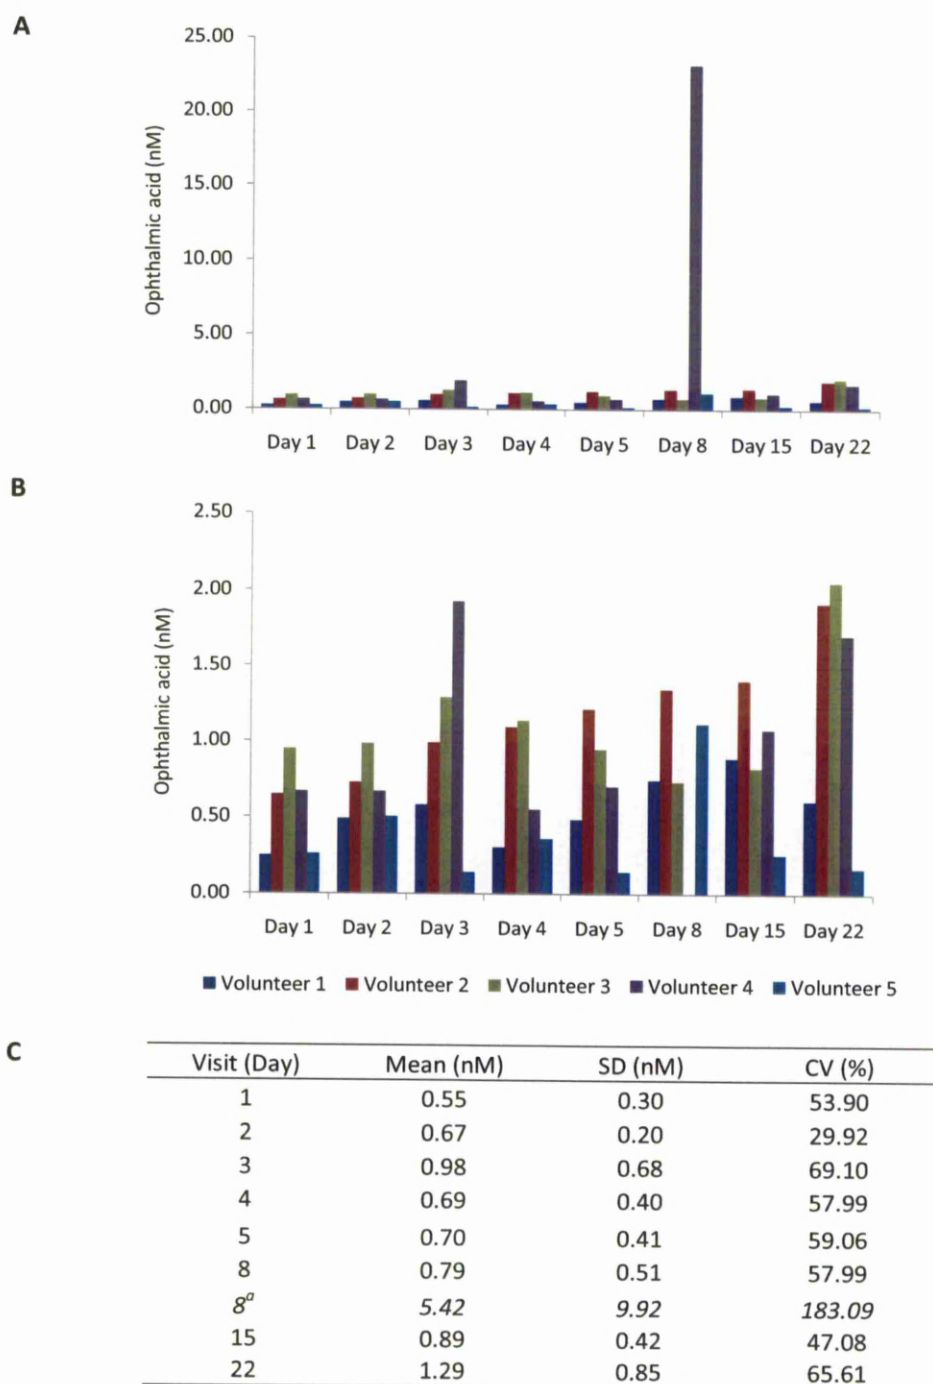 A
25.00
20.00
15.00
10.00
5.00
0.00
Ophthalmic acid (nM)
Day 1 Day 2 Day 3 Day 4 Day 5 Day 8 Day 15 Day 22
B
2.50
2.00
1.50
1.00
0.50
0.00
Ophthalmic acid (nM)
Day 1 Day 2 Day 3 Day 4 Day 5 Day 8 Day 15 Day 22
Volunteer 1 Volunteer 2 Volunteer 3 Volunteer 4 Volunteer 5
C
Visit (Day) Mean (nM) SD (nM) CV (%)
1 0.55 0.30 53.90
2 0.67 0.20 29.92
3 0.98 0.68 69.10
4 0.69 0.40 57.99
5 0.70 0.41 59.06
8 0.79 0.51 57.99
8ᵃ 5.42 9.92 183.09
15 0.89 0.42 47.08
22 1.29 0.85 65.61